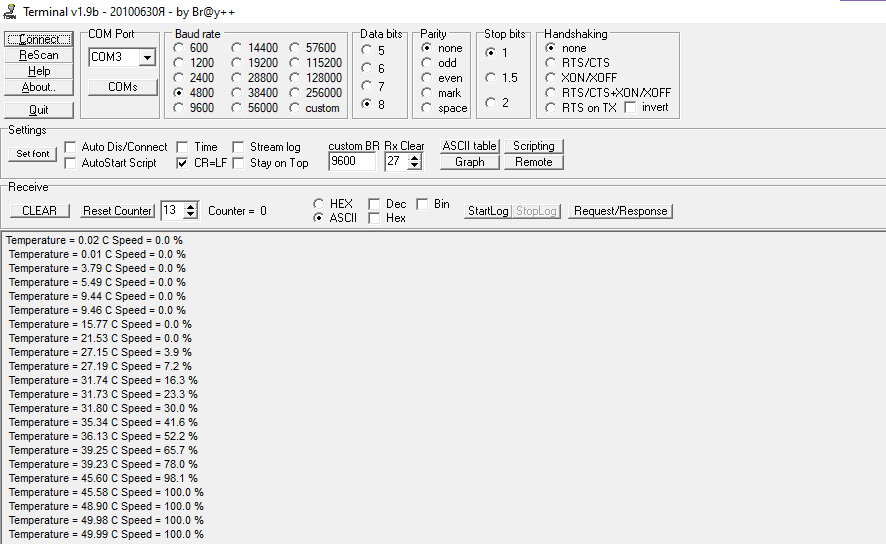 Terminal v1.9b - 20100630Я - by Br@y++
Connect
ReScan
Help
About..
Quit
COM Port
COM3
COMs
Baud rate
600 14400 57600
1200 19200 115200
2400 28800 128000
4800 38400 256000
9600 56000 custom
Data bits
5
6
7
8
Parity
none
odd
even
mark
space
Stop bits
1
1.5
2
Handshaking
none
RTS/CTS
XON/XOFF
RTS/CTS+XON/XOFF
RTS on TX invert
Settings
Set font
Auto Dis/Connect Time Stream log
AutoStart Script CR=LF Stay on Top
custom BR Rx Clear
9600 27
ASCII table Scripting
Graph Remote
Receive
CLEAR Reset Counter 13 Counter = 0
HEX Dec Bin
ASCII Hex
StartLog StopLog Request/Response
Temperature = 0.02 C Speed = 0.0 %
Temperature = 0.01 C Speed = 0.0 %
Temperature = 3.79 C Speed = 0.0 %
Temperature = 5.49 C Speed = 0.0 %
Temperature = 9.44 C Speed = 0.0 %
Temperature = 9.46 C Speed = 0.0 %
Temperature = 15.77 C Speed = 0.0 %
Temperature = 21.53 C Speed = 0.0 %
Temperature = 27.15 C Speed = 3.9 %
Temperature = 27.19 C Speed = 7.2 %
Temperature = 31.74 C Speed = 16.3 %
Temperature = 31.73 C Speed = 23.3 %
Temperature = 31.80 C Speed = 30.0 %
Temperature = 35.34 C Speed = 41.6 %
Temperature = 36.13 C Speed = 52.2 %
Temperature = 39.25 C Speed = 65.7 %
Temperature = 39.23 C Speed = 78.0 %
Temperature = 45.60 C Speed = 98.1 %
Temperature = 45.58 C Speed = 100.0 %
Temperature = 48.90 C Speed = 100.0 %
Temperature = 49.98 C Speed = 100.0 %
Temperature = 49.99 C Speed = 100.0 %